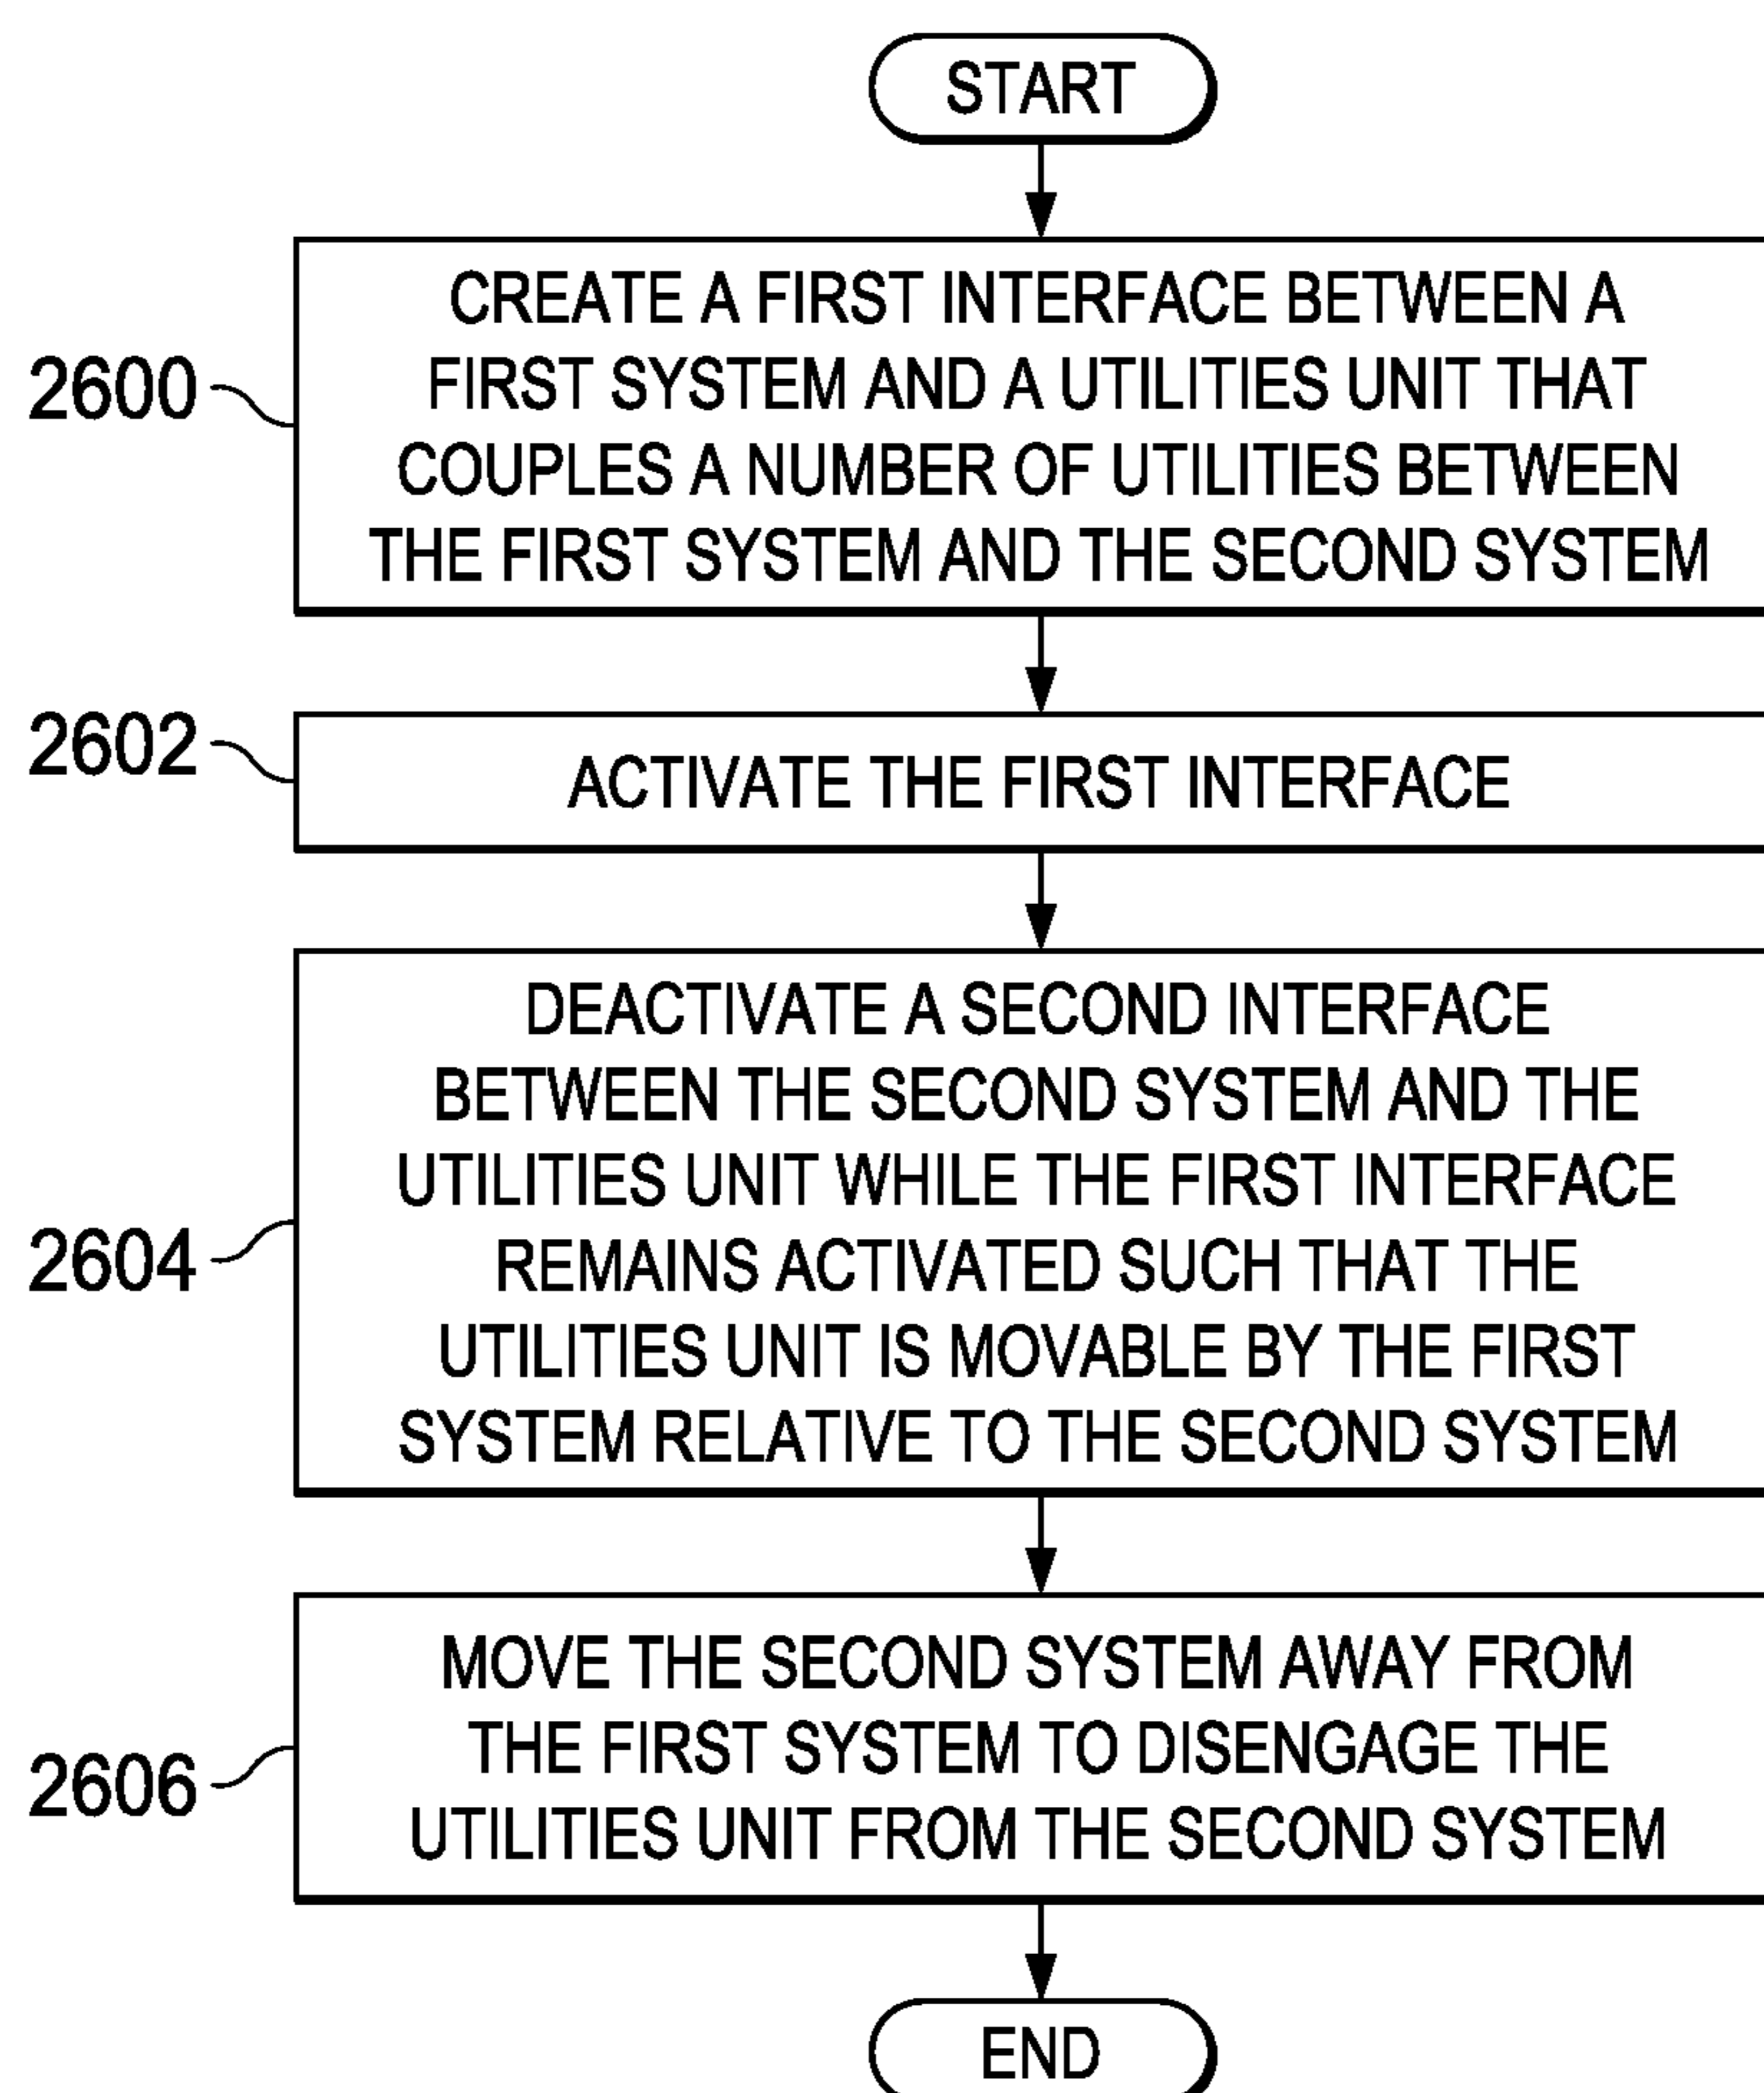 START
2600
CREATE A FIRST INTERFACE BETWEEN A
FIRST SYSTEM AND A UTILITIES UNIT THAT
COUPLES A NUMBER OF UTILITIES BETWEEN
THE FIRST SYSTEM AND THE SECOND SYSTEM
2602
ACTIVATE THE FIRST INTERFACE
2604
DEACTIVATE A SECOND INTERFACE
BETWEEN THE SECOND SYSTEM AND THE
UTILITIES UNIT WHILE THE FIRST INTERFACE
REMAINS ACTIVATED SUCH THAT THE
UTILITIES UNIT IS MOVABLE BY THE FIRST
SYSTEM RELATIVE TO THE SECOND SYSTEM
2606
MOVE THE SECOND SYSTEM AWAY FROM
THE FIRST SYSTEM TO DISENGAGE THE
UTILITIES UNIT FROM THE SECOND SYSTEM
END